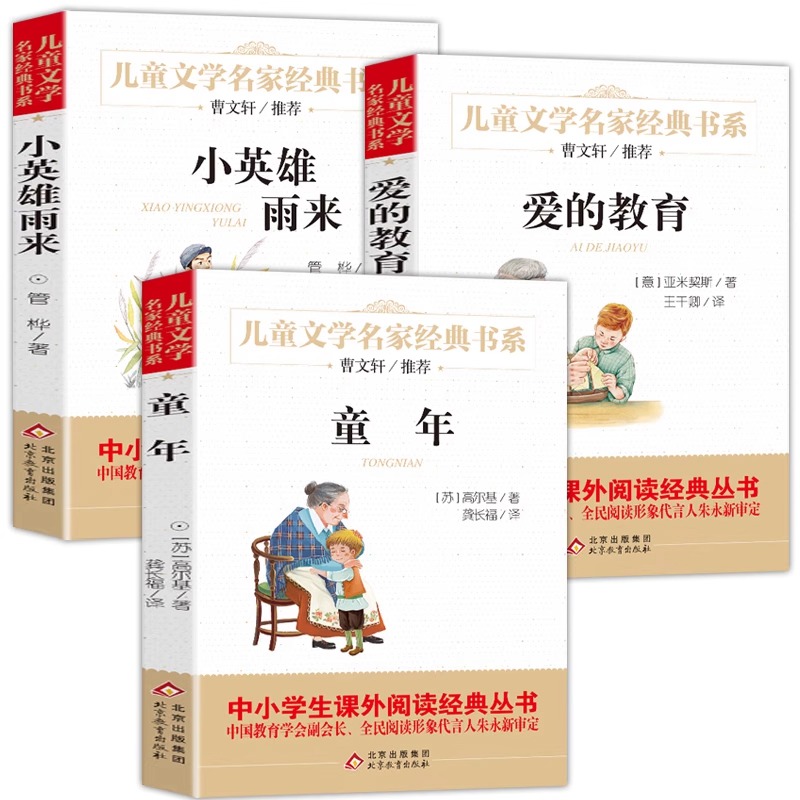 儿童文学
名家经典书系
小英雄雨来
管 桦/著
北京出版集团
北京教育出版社
儿童文学名家经典书
曹文轩/推荐
小英雄
雨来
XIAO YINGXIONG
YULAI
管 桦/
中小
中国教育
儿童文学
名家经典书系
爱的教育
儿童文学名家经典书系
曹文轩/推荐
爱的教育
AI DE JIAOYU
[意]亚米契斯/著
王干卿/译
课外阅读经典丛书
、全民阅读形象代言人朱永新审定
北京出版集团
北京教育出版社
儿童文学
名家经典书系
童年
[苏]高尔基/著
龚长福/译
北京出版集团
北京教育出版社
儿童文学名家经典书系
曹文轩/推荐
童年
TONGNIAN
[苏]高尔基/著
龚长福/译
中小学生课外阅读经典丛书
中国教育学会副会长、全民阅读形象代言人朱永新审定
北京出版集团
北京教育出版社